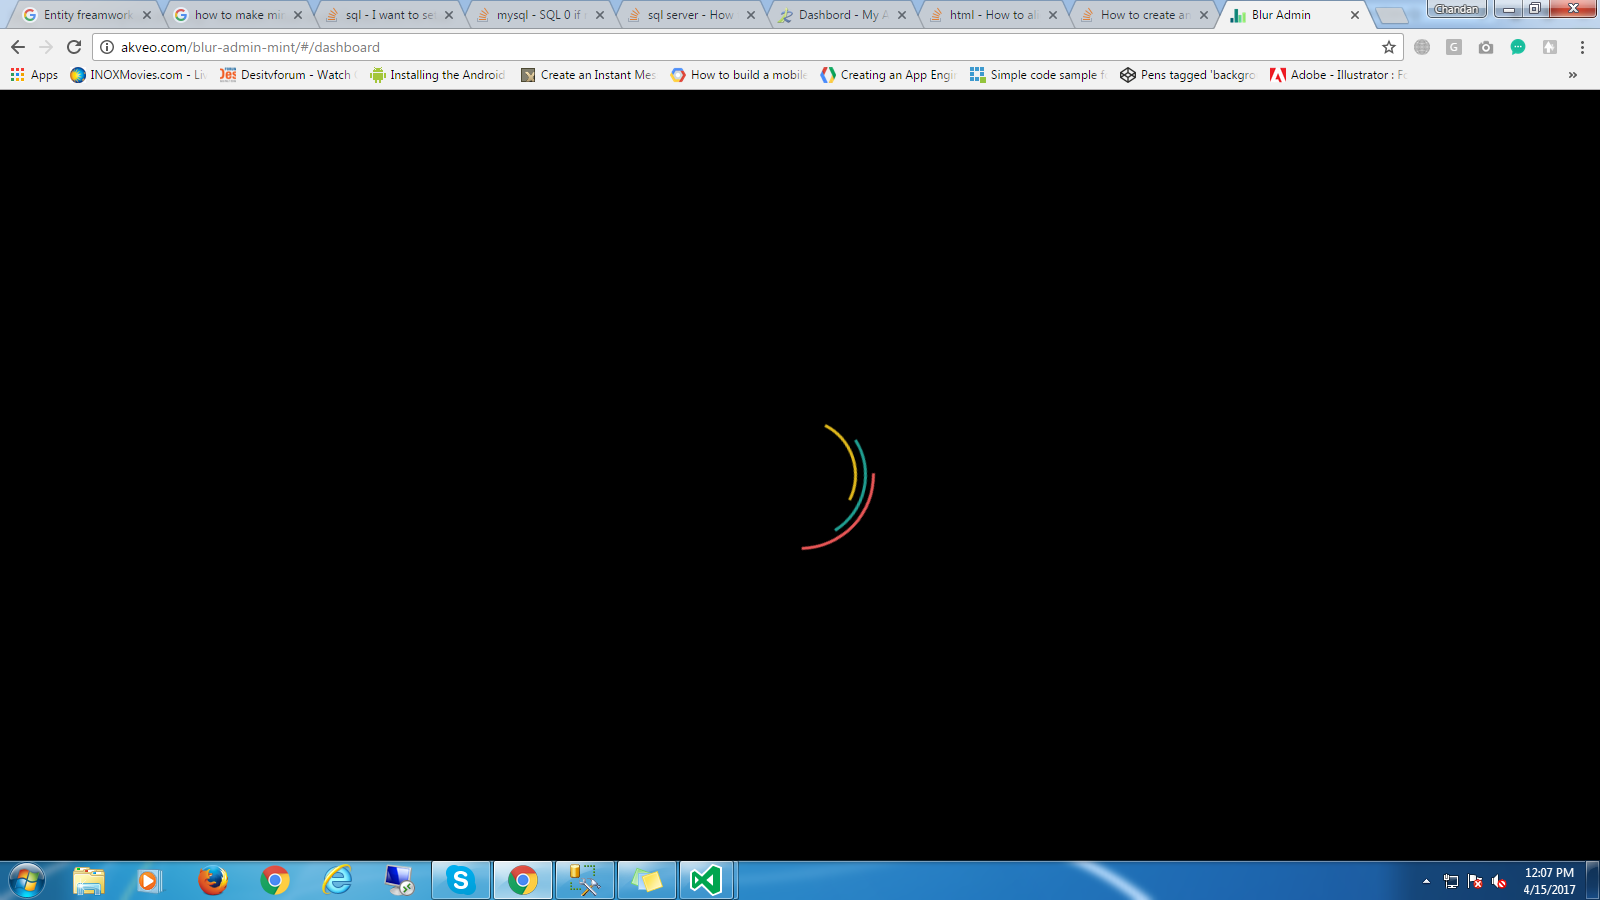 Entity freamwork
how to make mi
sql - I want to se
mysql - SQL 0 if
sql server - How
Dashbord - My A
html - How to al
How to create a
Blur Admin
Chandan
akveo.com/blur-admin-mint/#/dashboard
Apps
INOXMovies.com - Li
Des
Desitvforum - Watch
Installing the Android
Create an Instant Mes
How to build a mobile
Creating an App Engi
Simple code sample f
Pens tagged 'backgro
Adobe - Illustrator : Fo
»
G
S
12:07 PM
4/15/2017